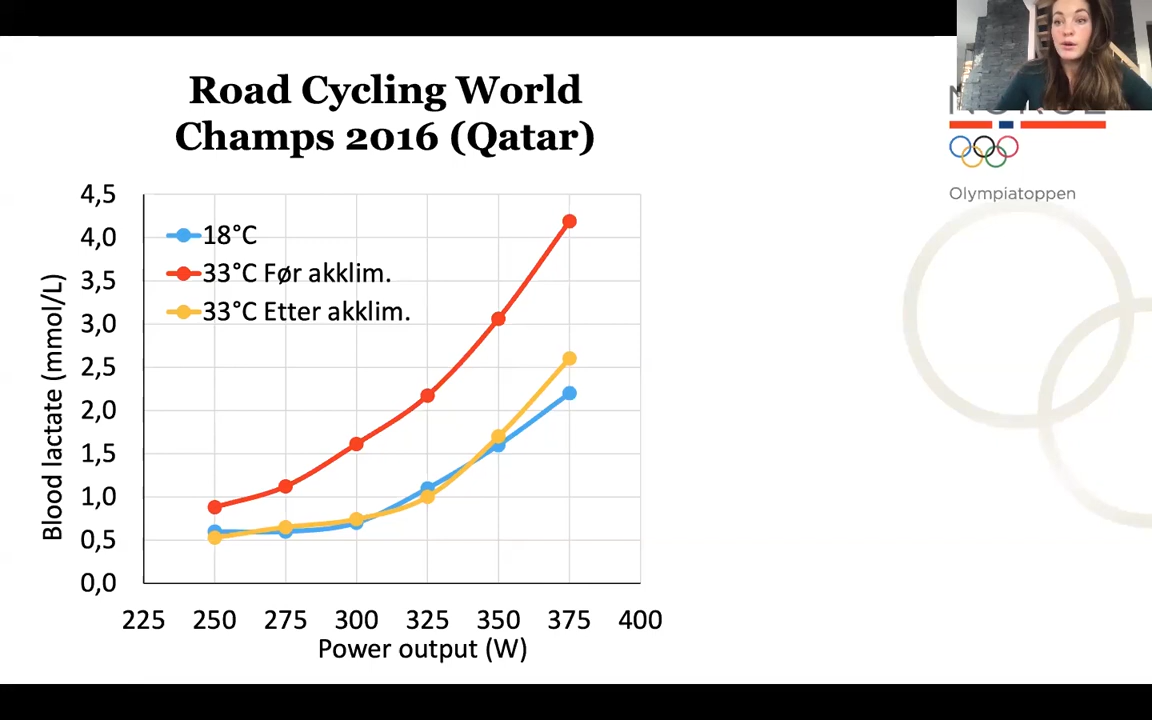 Road Cycling World
Champs 2016 (Qatar)
Olympiatoppen
4,5
4,0
3,5
3,0
2,5
2,0
1,5
1,0
0,5
0,0
Blood lactate (mmol/L)
18°C
33°C Før akklim.
33°C Etter akklim.
225 250 275 300 325 350 375 400
Power output (W)